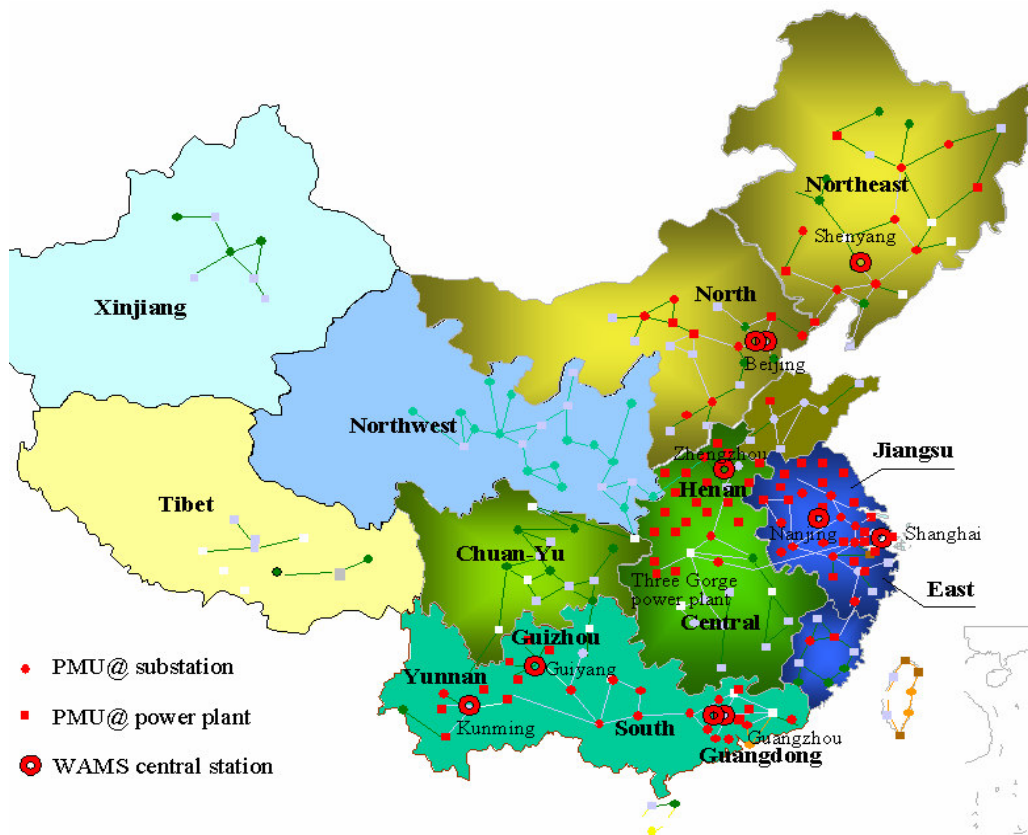 Northeast
Shenyang
North
Xinjiang
Beijing
Northwest
Zhengzhou
Jiangsu
Henan
Tibet
Nanjing
Shanghai
Chuan-Yu
Three Gorge
power plant
East
Central
Guizhou
Guiyang
Yunnan
Kunming
South
Guangzhou
Guangdong
PMU@ substation
PMU@ power plant
WAMS central station